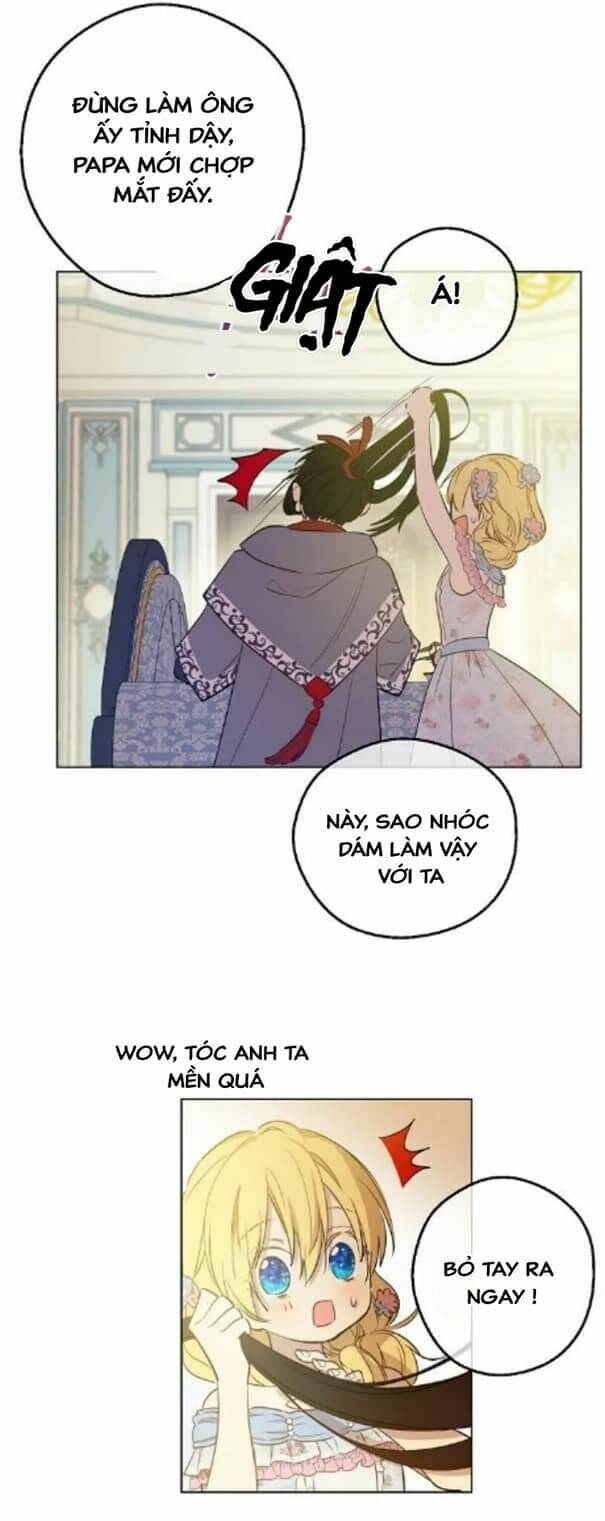 ĐỪNG LÀM ÔNG
ẤY TỈNH DẬY,
PAPA MỚI CHỢP
MẮT ĐẤY.
GIẬT
Á!
NÀY, SAO NHÓC
DÁM LÀM VẬY
VỚI TA
WOW, TÓC ANH TA
MỀN QUÁ
BỎ TAY RA
NGAY !